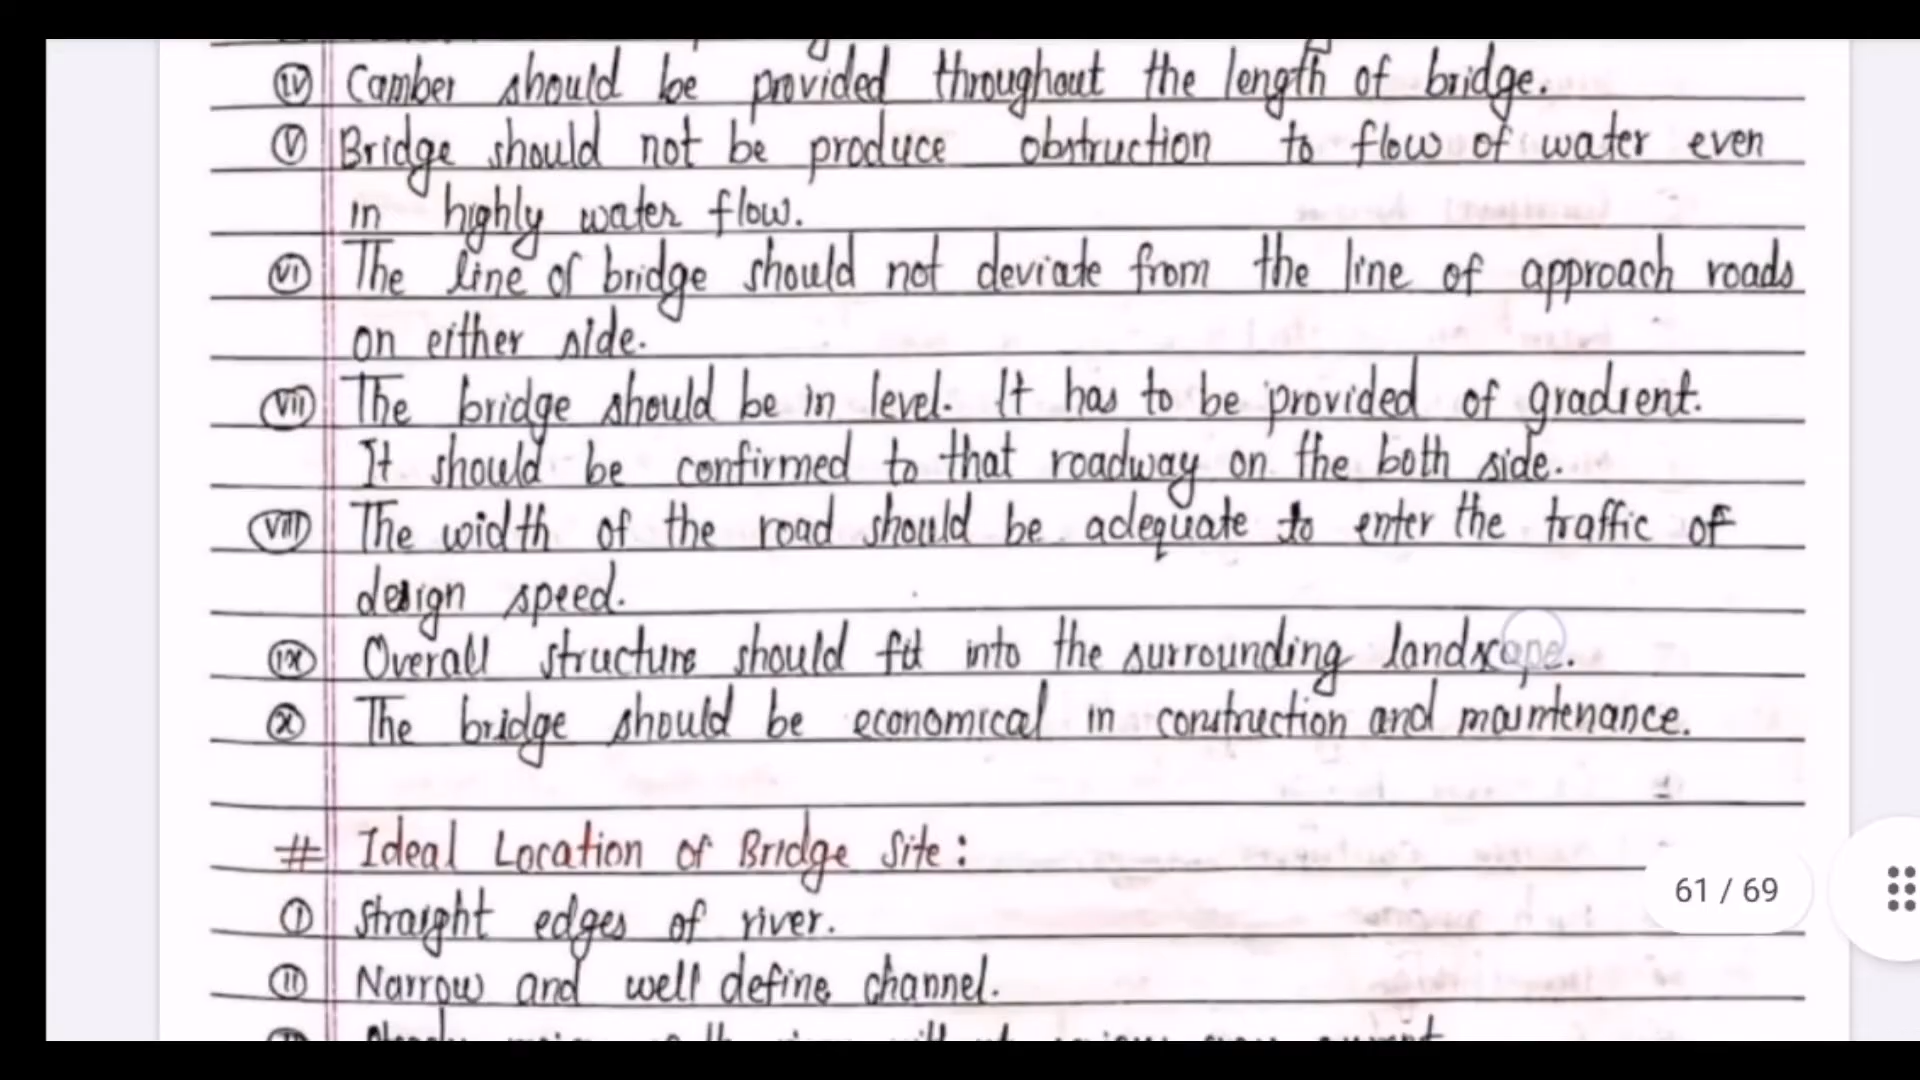 (iv) Camber should be provided throughout the length of bridge.
(v) Bridge should not be produce obstruction to flow of water even
in highly water flow.
(vi) The line of bridge should not deviate from the line of approach roads
on either side.
(vii) The bridge should be in level. It has to be provided of gradient.
It should be confirmed to that roadway on the both side.
(viii) The width of the road should be adequate to enter the traffic of
design speed.
(ix) Overall structure should fit into the surrounding landscape.
(x) The bridge should be economical in construction and maintenance.
# Ideal Location of Bridge Site:
(i) straight edges of river.
(ii) Narrow and well define channel.
61 / 69